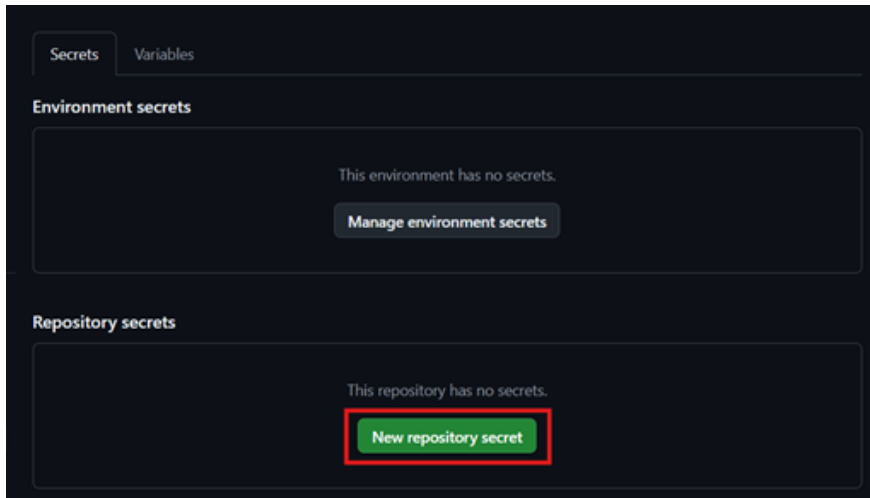 Secrets Variables
Environment secrets
This environment has no secrets.
Manage environment secrets
Repository secrets
This repository has no secrets.
New repository secret